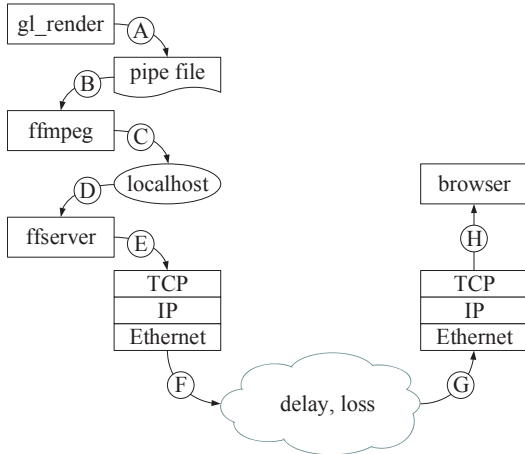 gl_render
A
pipe file
B
ffmpeg
C
localhost
D
ffserver
E
TCP
IP
Ethernet
F
delay, loss
G
TCP
IP
Ethernet
H
browser